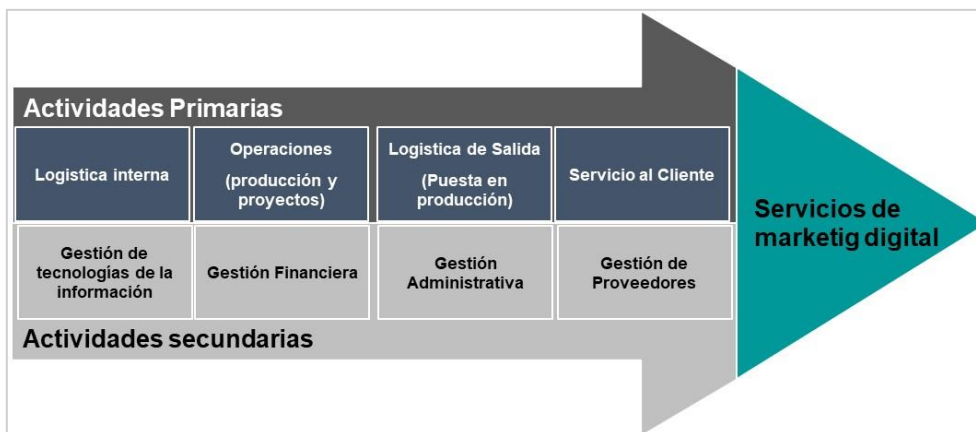 Actividades Primarias
Logistica interna
Operaciones
(producción y
proyectos)
Logistica de Salida
(Puesta en
producción)
Servicio al Cliente
Servicios de
marketig digital
Gestión de
tecnologías de la
información
Gestión Financiera
Gestión
Administrativa
Gestión de
Proveedores
Actividades secundarias